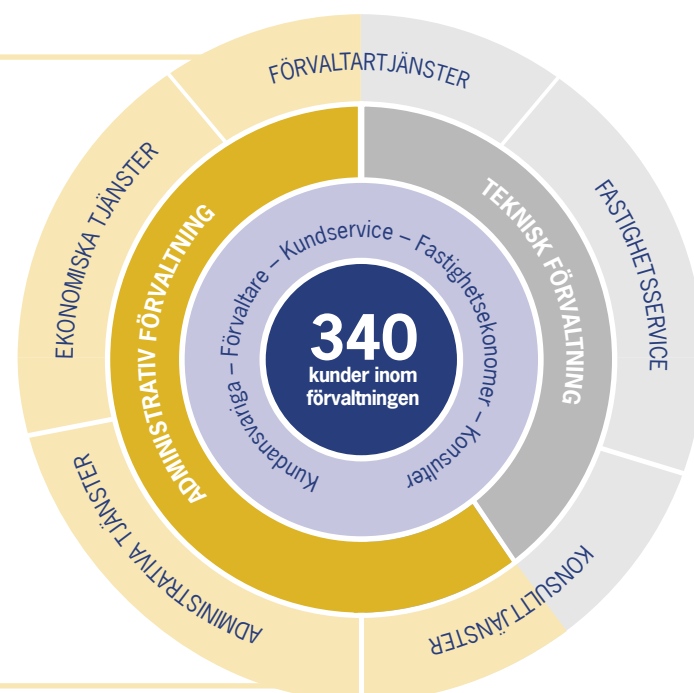 FÖRVALTARTJÄNSTER
FASTIGHETSSERVICE
KONSULTTJÄNSTER
ADMINISTRATIVA TJÄNSTER
EKONOMISKA TJÄNSTER
TEKNISK FÖRVALTNING
ADMINISTRATIV FÖRVALTNING
Kundansvariga – Förvaltare – Kundservice – Fastighetsekonomer – Konsulter
340
kunder inom
förvaltningen